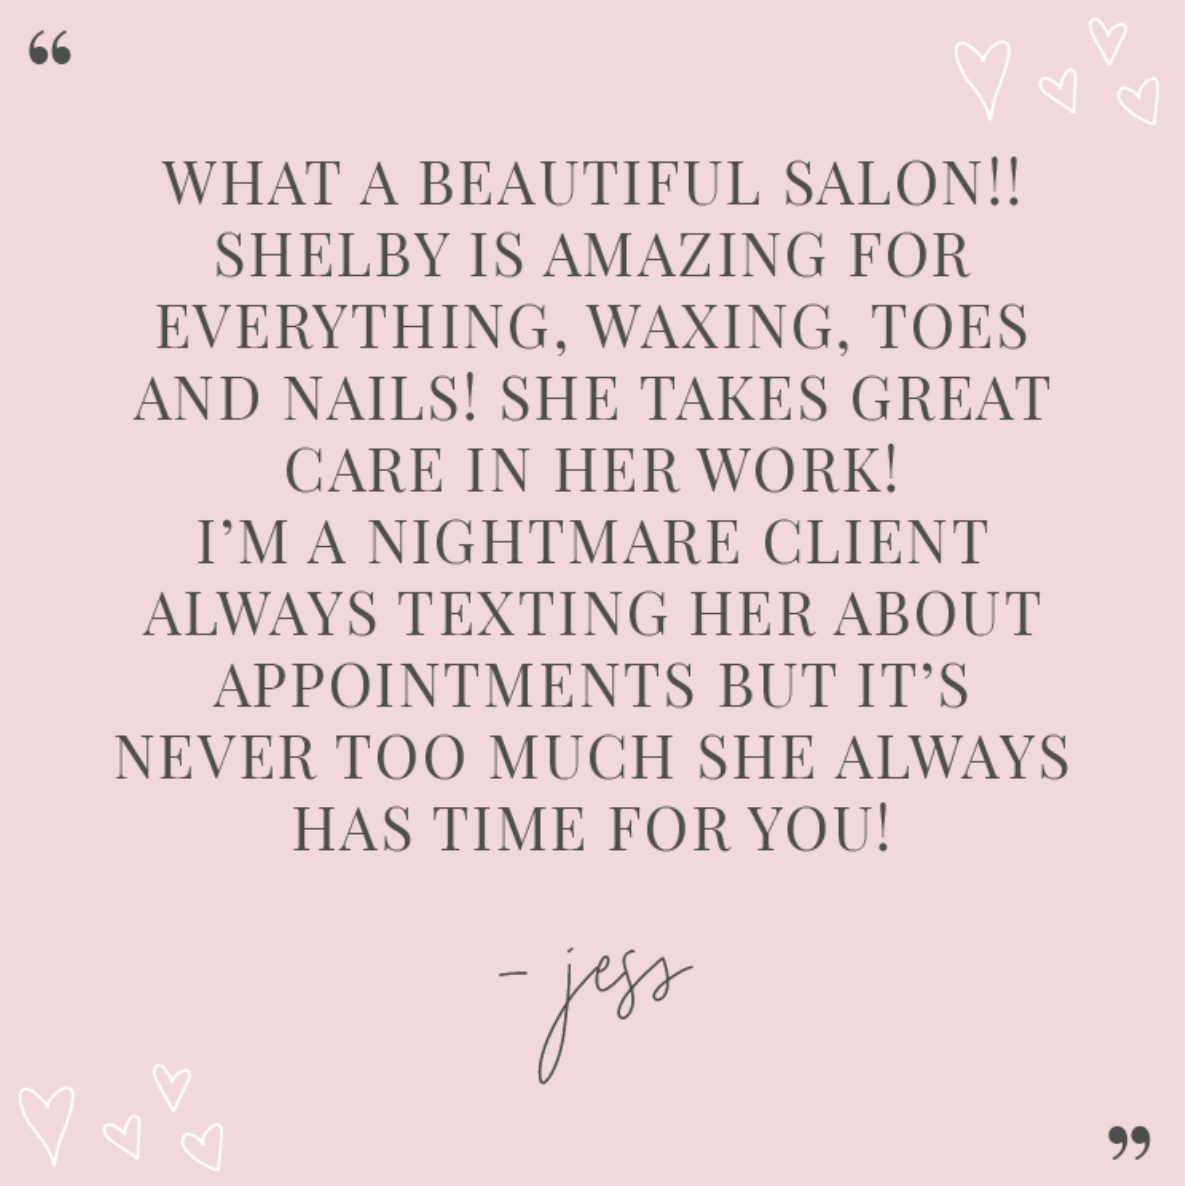 “
WHAT A BEAUTIFUL SALON!!
SHELBY IS AMAZING FOR
EVERYTHING, WAXING, TOES
AND NAILS! SHE TAKES GREAT
CARE IN HER WORK!
I’M A NIGHTMARE CLIENT
ALWAYS TEXTING HER ABOUT
APPOINTMENTS BUT IT’S
NEVER TOO MUCH SHE ALWAYS
HAS TIME FOR YOU!
- jess
”